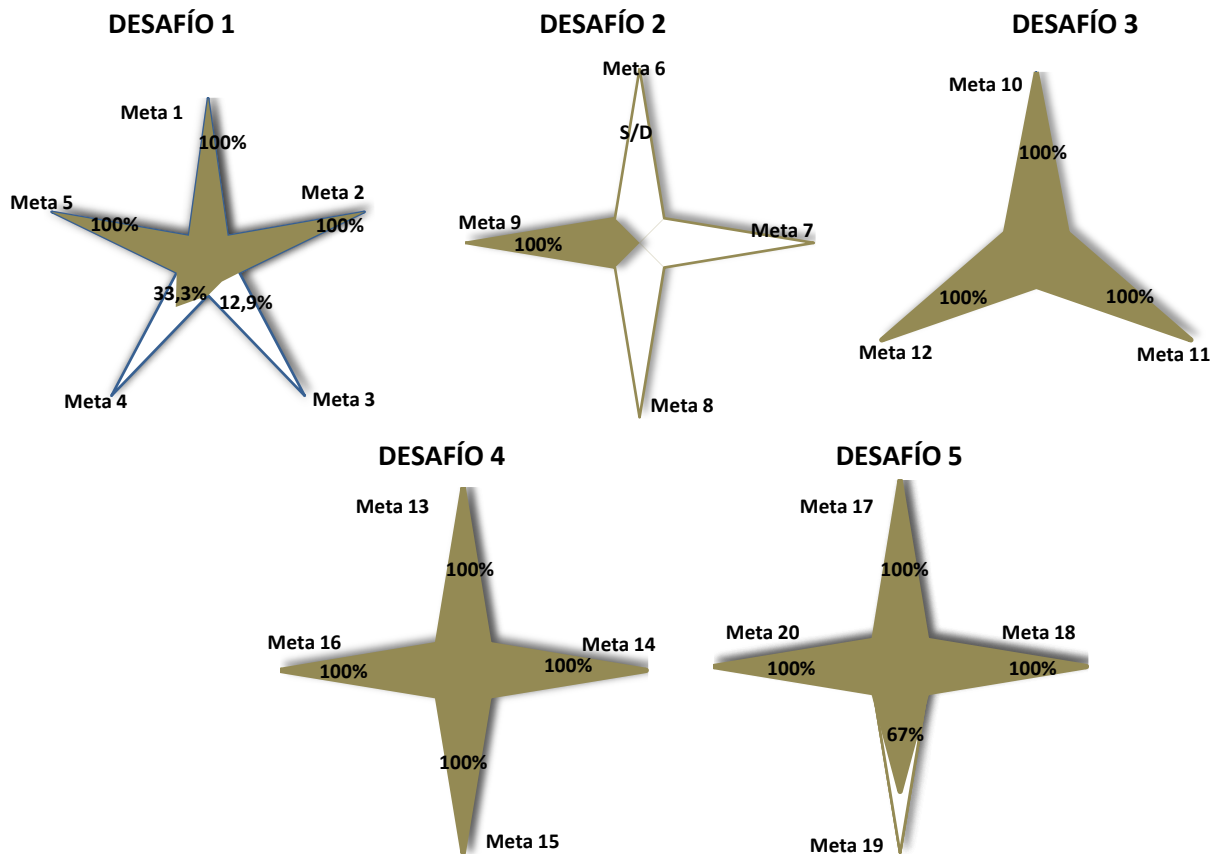 DESAFÍO 1
Meta 1
100%
Meta 2
100%
Meta 5
100%
33,3%
12,9%
Meta 4
Meta 3
DESAFÍO 2
Meta 6
S/D
Meta 9
100%
Meta 7
Meta 8
DESAFÍO 3
Meta 10
100%
100%
100%
Meta 12
Meta 11
DESAFÍO 4
Meta 13
100%
Meta 16
100%
Meta 14
100%
100%
Meta 15
DESAFÍO 5
Meta 17
100%
Meta 20
100%
Meta 18
100%
67%
Meta 19